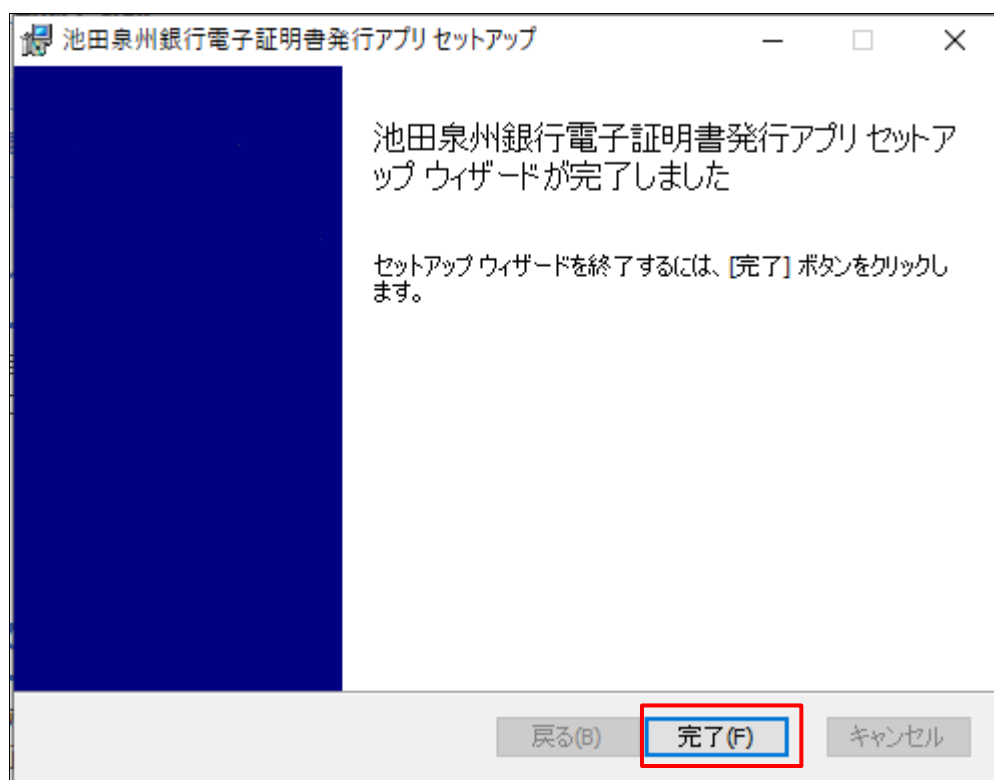 池田泉州銀行電子証明書発行アプリ セットアップ
池田泉州銀行電子証明書発行アプリ セットア
ップ ウィザードが完了しました
セットアップ ウィザードを終了するには、[完了] ボタンをクリックし
ます。
戻る(B) 完了(F) キャンセル